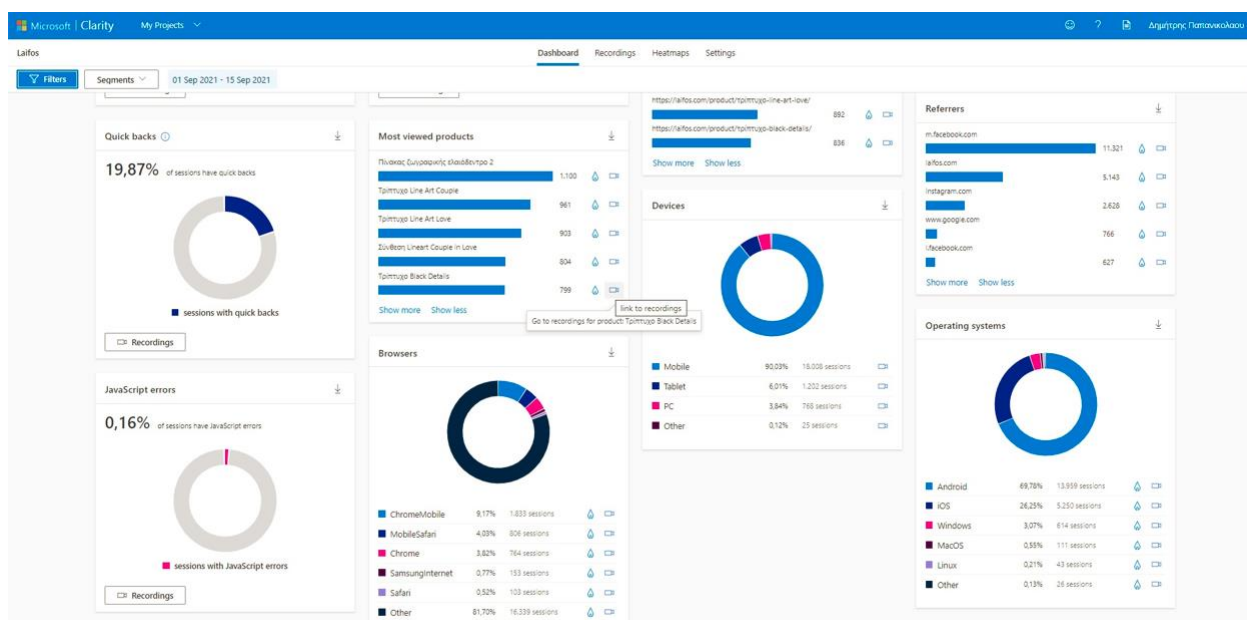 Microsoft | Clarity My Projects Δημήτρης Παπανικολαου
Laifos Dashboard Recordings Heatmaps Settings
Filters Segments 01 Sep 2021 - 15 Sep 2021
Quick backs
19,87% of sessions have quick backs
sessions with quick backs
Recordings
JavaScript errors
0,16% of sessions have JavaScript errors
sessions with JavaScript errors
Recordings
Most viewed products
Πίνακας ζωγραφικής ελαιόδεντρο 2
1.100
Τρίπτυχο Line Art Couple
961
Τρίπτυχο Line Art Love
903
Σύνθεση Lineart Couple In Love
804
Τρίπτυχο Black Details
799
Show more Show less
link to recordings
Go to recordings for product: Τρίπτυχο Black Details
Browsers
ChromeMobile 9,17% 1.833 sessions
MobileSafari 4,03% 806 sessions
Chrome 3,82% 764 sessions
SamsungInternet 0,77% 153 sessions
Safari 0,52% 103 sessions
Other 81,70% 16.339 sessions
https://laifos.com/product/τρίπτυχο-line-art-love/
892
https://laifos.com/product/τρίπτυχο-black-details/
836
Show more Show less
Devices
Mobile 90,03% 18.008 sessions
Tablet 6,01% 1.202 sessions
PC 3,84% 768 sessions
Other 0,12% 25 sessions
Referrers
m.facebook.com
11.321
laifos.com
5.143
instagram.com
2.628
www.google.com
766
l.facebook.com
627
Show more Show less
Operating systems
Android 69,78% 13.959 sessions
iOS 26,25% 5.250 sessions
Windows 3,07% 614 sessions
MacOS 0,55% 111 sessions
Linux 0,21% 43 sessions
Other 0,13% 26 sessions